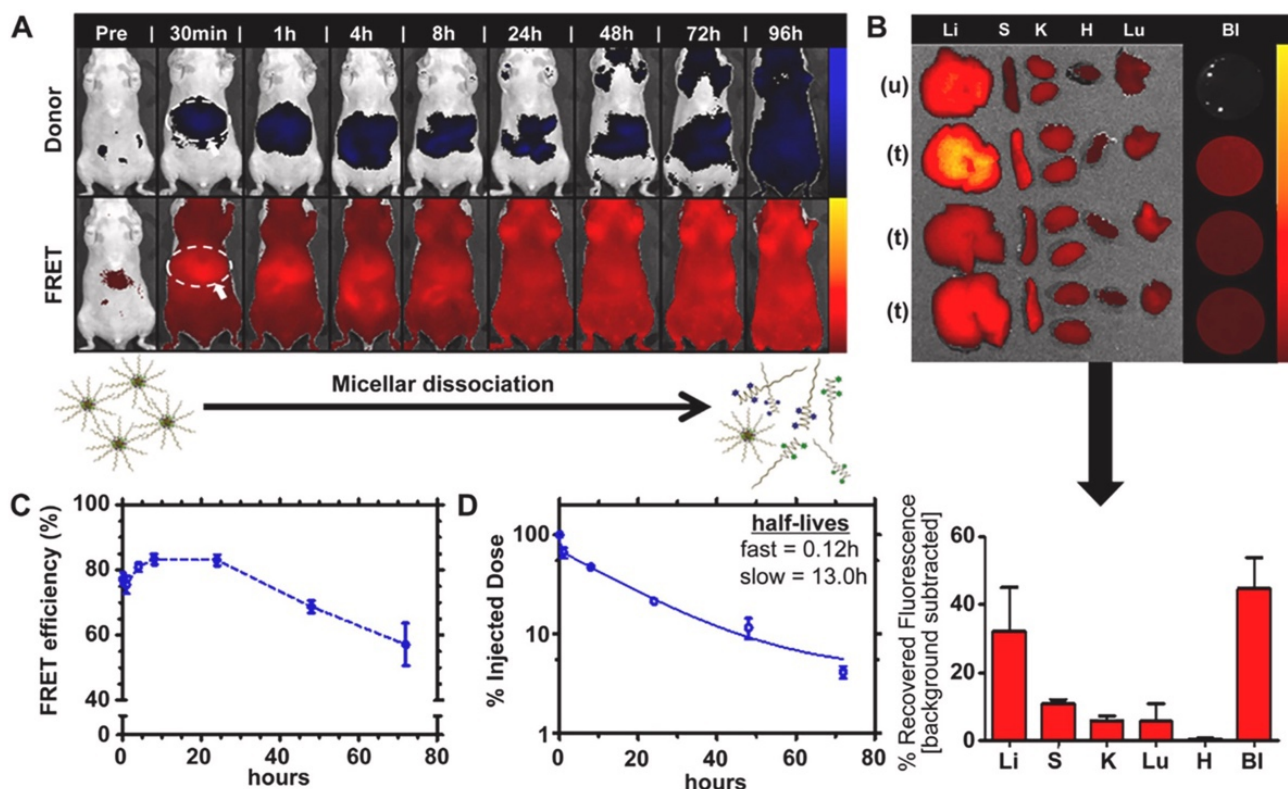 A
Pre | 30min | 1h | 4h | 8h | 24h | 48h | 72h | 96h
Donor
FRET
B
Li S K H Lu Bl
(u)
(t)
(t)
(t)
Micellar dissociation
C
FRET efficiency (%)
100
80
60
40
0
0 20 40 60 80
hours
D
% Injected Dose
100
10
1
half-lives
fast = 0.12h
slow = 13.0h
0 20 40 60 80
hours
% Recovered Fluorescence
[background subtracted]
60
40
20
0
Li S K Lu H Bl